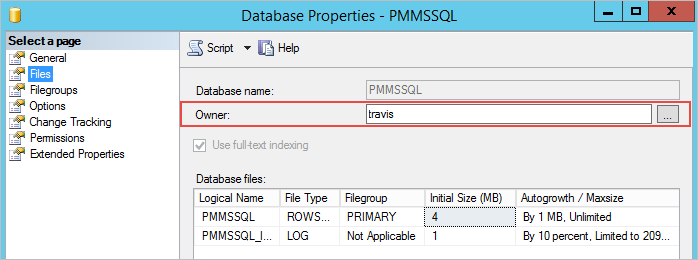 Database Properties - PMMSSQL
Select a page
General
Files
Filegroups
Options
Change Tracking
Permissions
Extended Properties
Script Help
Database name: PMMSSQL
Owner: travis ...
Use full-text indexing
Database files:
Logical Name File Type Filegroup Initial Size (MB) Autogrowth / Maxsize
PMMSSQL ROWS... PRIMARY 4 By 1 MB, Unlimited
PMMSSQL_l... LOG Not Applicable 1 By 10 percent, Limited to 209...